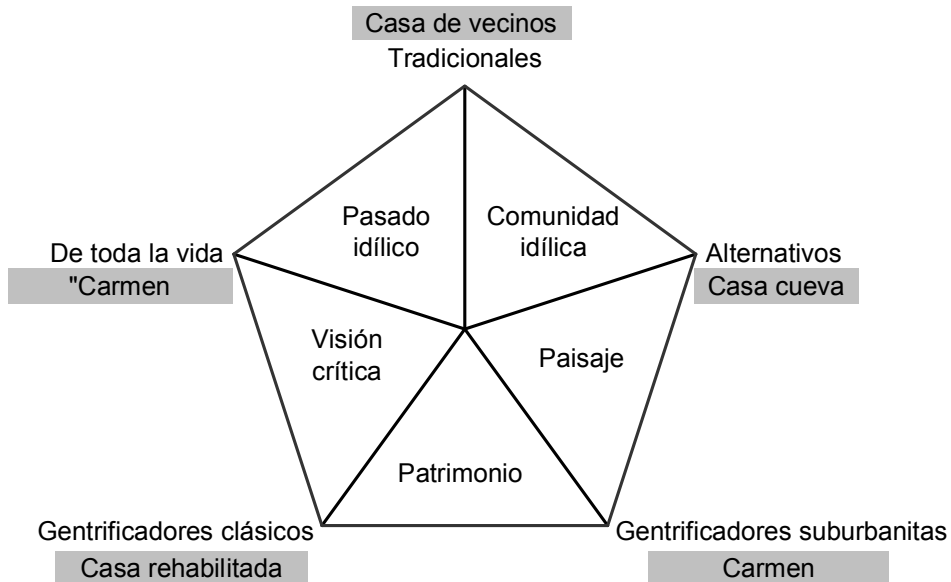 Casa de vecinos
Tradicionales
Pasado
idílico
Comunidad
idílica
De toda la vida
"Carmen
Alternativos
Casa cueva
Visión
crítica
Paisaje
Patrimonio
Gentrificadores clásicos
Casa rehabilitada
Gentrificadores suburbanitas
Carmen